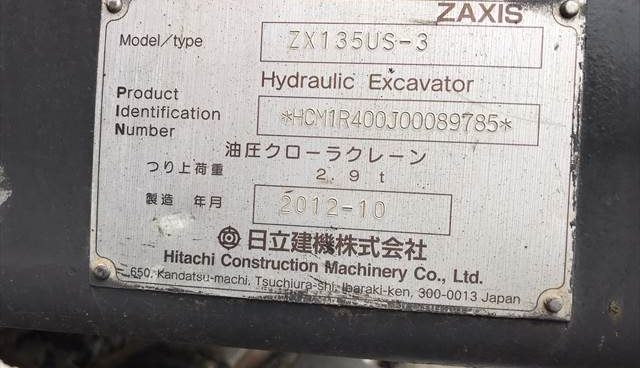 ZAXIS
Model/type ZX135US-3
Hydraulic Excavator
Product
Identification
Number *HCM1R400J00089785*
油圧クローラクレーン
つり上荷重 2.9 t
製造 年月 2012-10
日立建機株式会社
Hitachi Construction Machinery Co., Ltd.
650, Kandatsu-machi, Tsuchiura-shi, Ibaraki-ken, 300-0013 Japan